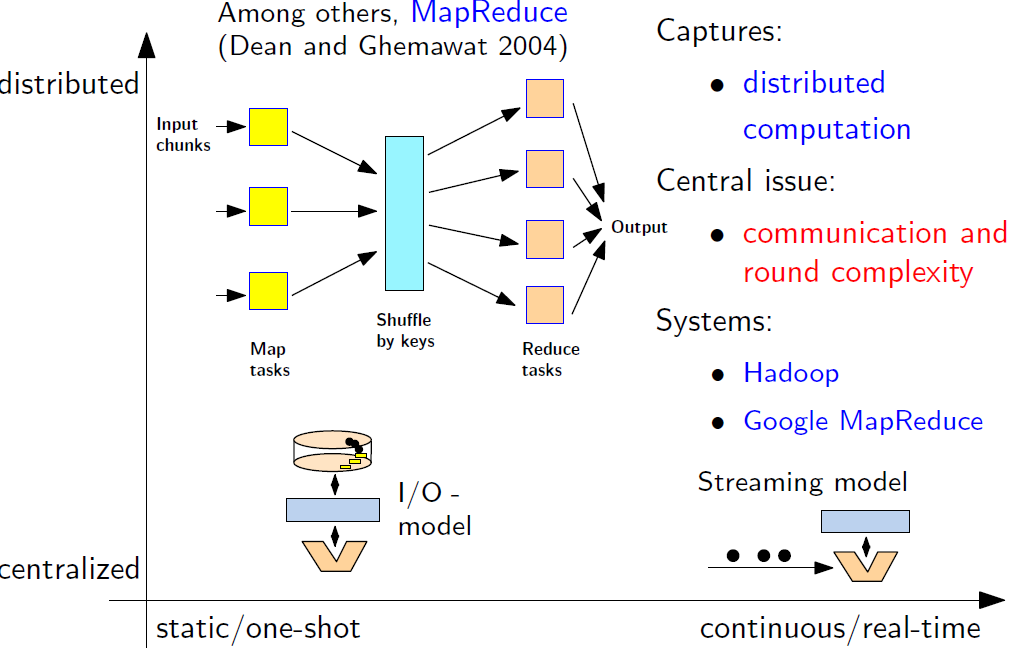 Among others, MapReduce
(Dean and Ghemawat 2004)
distributed
Input
chunks
Map
tasks
Shuffle
by keys
Reduce
tasks
Output
Captures:
• distributed
computation
Central issue:
• communication and
round complexity
Systems:
• Hadoop
• Google MapReduce
I/O -
model
Streaming model
centralized
static/one-shot
continuous/real-time